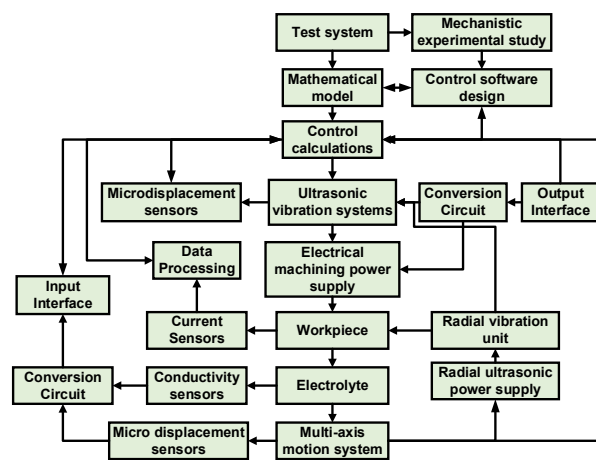 Test system
Mechanistic
experimental study
Mathematical
model
Control software
design
Control
calculations
Microdisplacement
sensors
Ultrasonic
vibration systems
Conversion
Circuit
Output
Interface
Data
Processing
Electrical
machining power
supply
Input
Interface
Current
Sensors
Workpiece
Radial vibration
unit
Conversion
Circuit
Conductivity
sensors
Electrolyte
Radial ultrasonic
power supply
Micro displacement
sensors
Multi-axis
motion system